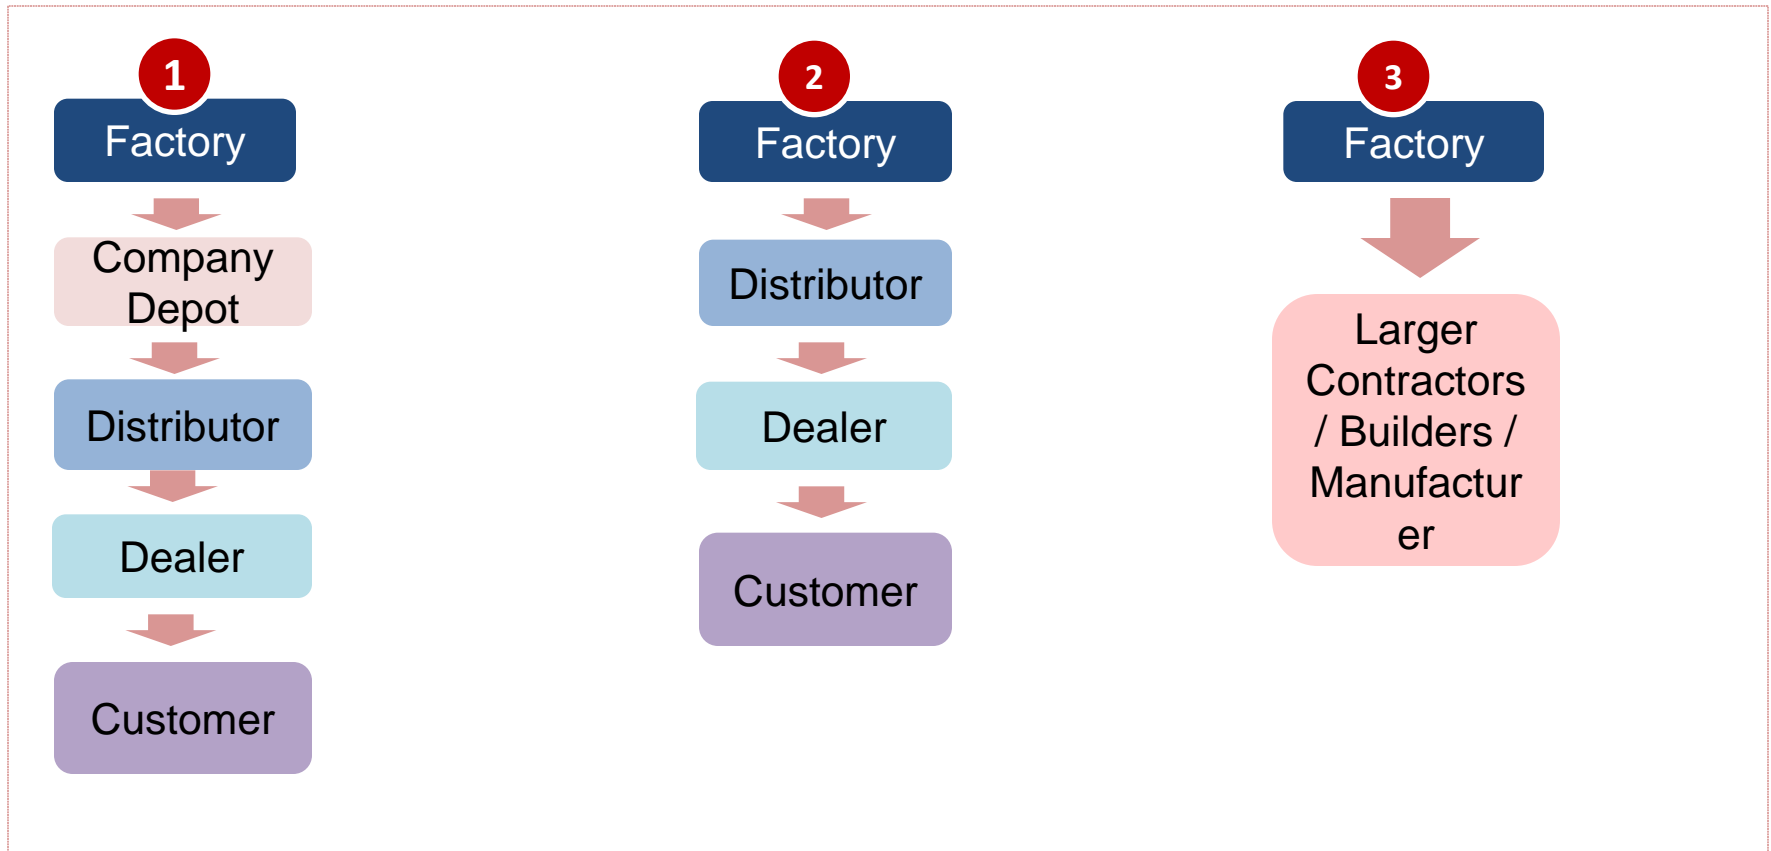 1
Factory
Company
Depot
Distributor
Dealer
Customer
2
Factory
Distributor
Dealer
Customer
3
Factory
Larger
Contractors
/ Builders /
Manufactur
er